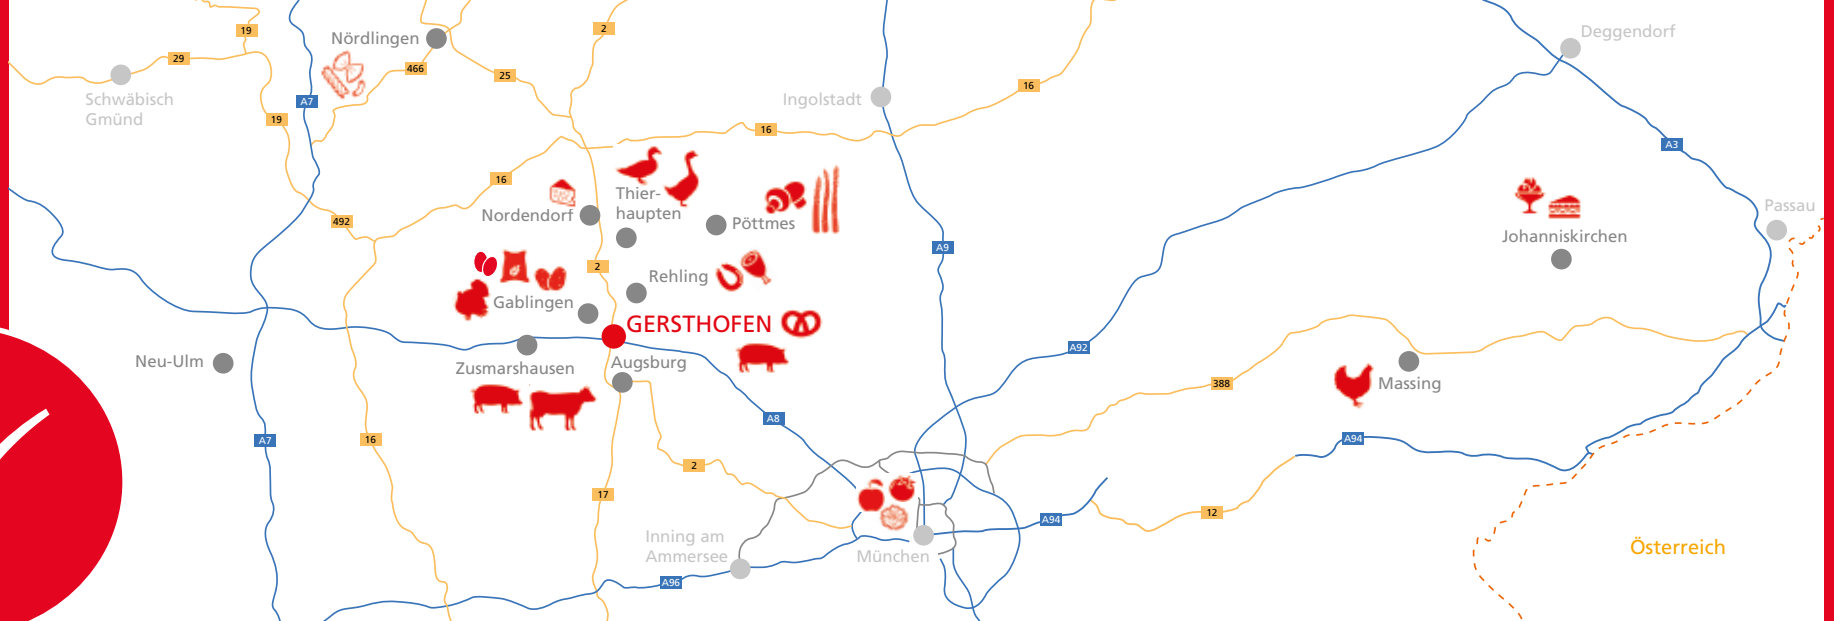 2
19
Deggendorf
Nördlingen
29
466
25
16
Schwäbisch
Gmünd
A7
Ingolstadt
19
16
A3
16
Thier-
haupten
Nordendorf
Pöttmes
Passau
492
Johanniskirchen
A9
2
Rehling
Gablingen
GERSTHOFEN
A92
Neu-Ulm
Zusmarshausen
Augsburg
388
Massing
A8
A7
16
A94
2
17
12
A94
Inning am
Ammersee
München
Österreich
A96